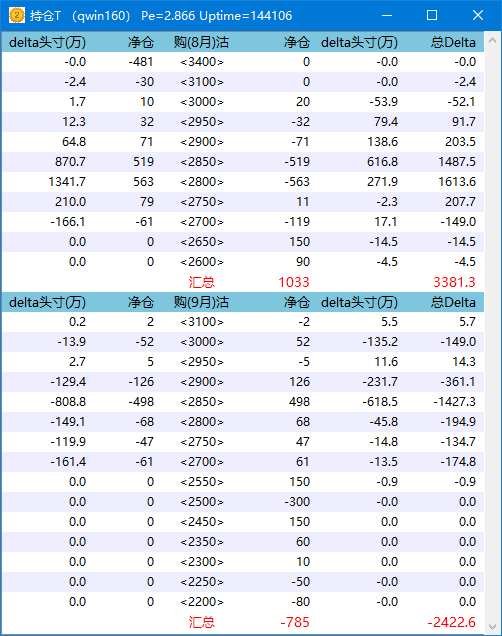 持仓T （qwin160） Pe=2.866 Uptime=144106
delta头寸(万) 净仓 购(8月)沽 净仓 delta头寸(万) 总Delta
-0.0 -481 <3400> 0 -0.0 -0.0
-2.4 -30 <3100> 0 -0.0 -2.4
1.7 10 <3000> 20 -53.9 -52.1
12.3 32 <2950> -32 79.4 91.7
64.8 71 <2900> -71 138.6 203.5
870.7 519 <2850> -519 616.8 1487.5
1341.7 563 <2800> -563 271.9 1613.6
210.0 79 <2750> 11 -2.3 207.7
-166.1 -61 <2700> -119 17.1 -149.0
0.0 0 <2650> 150 -14.5 -14.5
0.0 0 <2600> 90 -4.5 -4.5
汇总 1033 3381.3
delta头寸(万) 净仓 购(9月)沽 净仓 delta头寸(万) 总Delta
0.2 2 <3100> -2 5.5 5.7
-13.9 -52 <3000> 52 -135.2 -149.0
2.7 5 <2950> -5 11.6 14.3
-129.4 -126 <2900> 126 -231.7 -361.1
-808.8 -498 <2850> 498 -618.5 -1427.3
-149.1 -68 <2800> 68 -45.8 -194.9
-119.9 -47 <2750> 47 -14.8 -134.7
-161.4 -61 <2700> 61 -13.5 -174.8
0.0 0 <2550> 150 -0.9 -0.9
0.0 0 <2500> -300 -0.0 0.0
0.0 0 <2450> 150 -0.0 0.0
0.0 0 <2350> 60 -0.0 0.0
0.0 0 <2300> 10 -0.0 0.0
0.0 0 <2250> -50 -0.0 0.0
0.0 0 <2200> -80 -0.0 0.0
汇总 -785 -2422.6